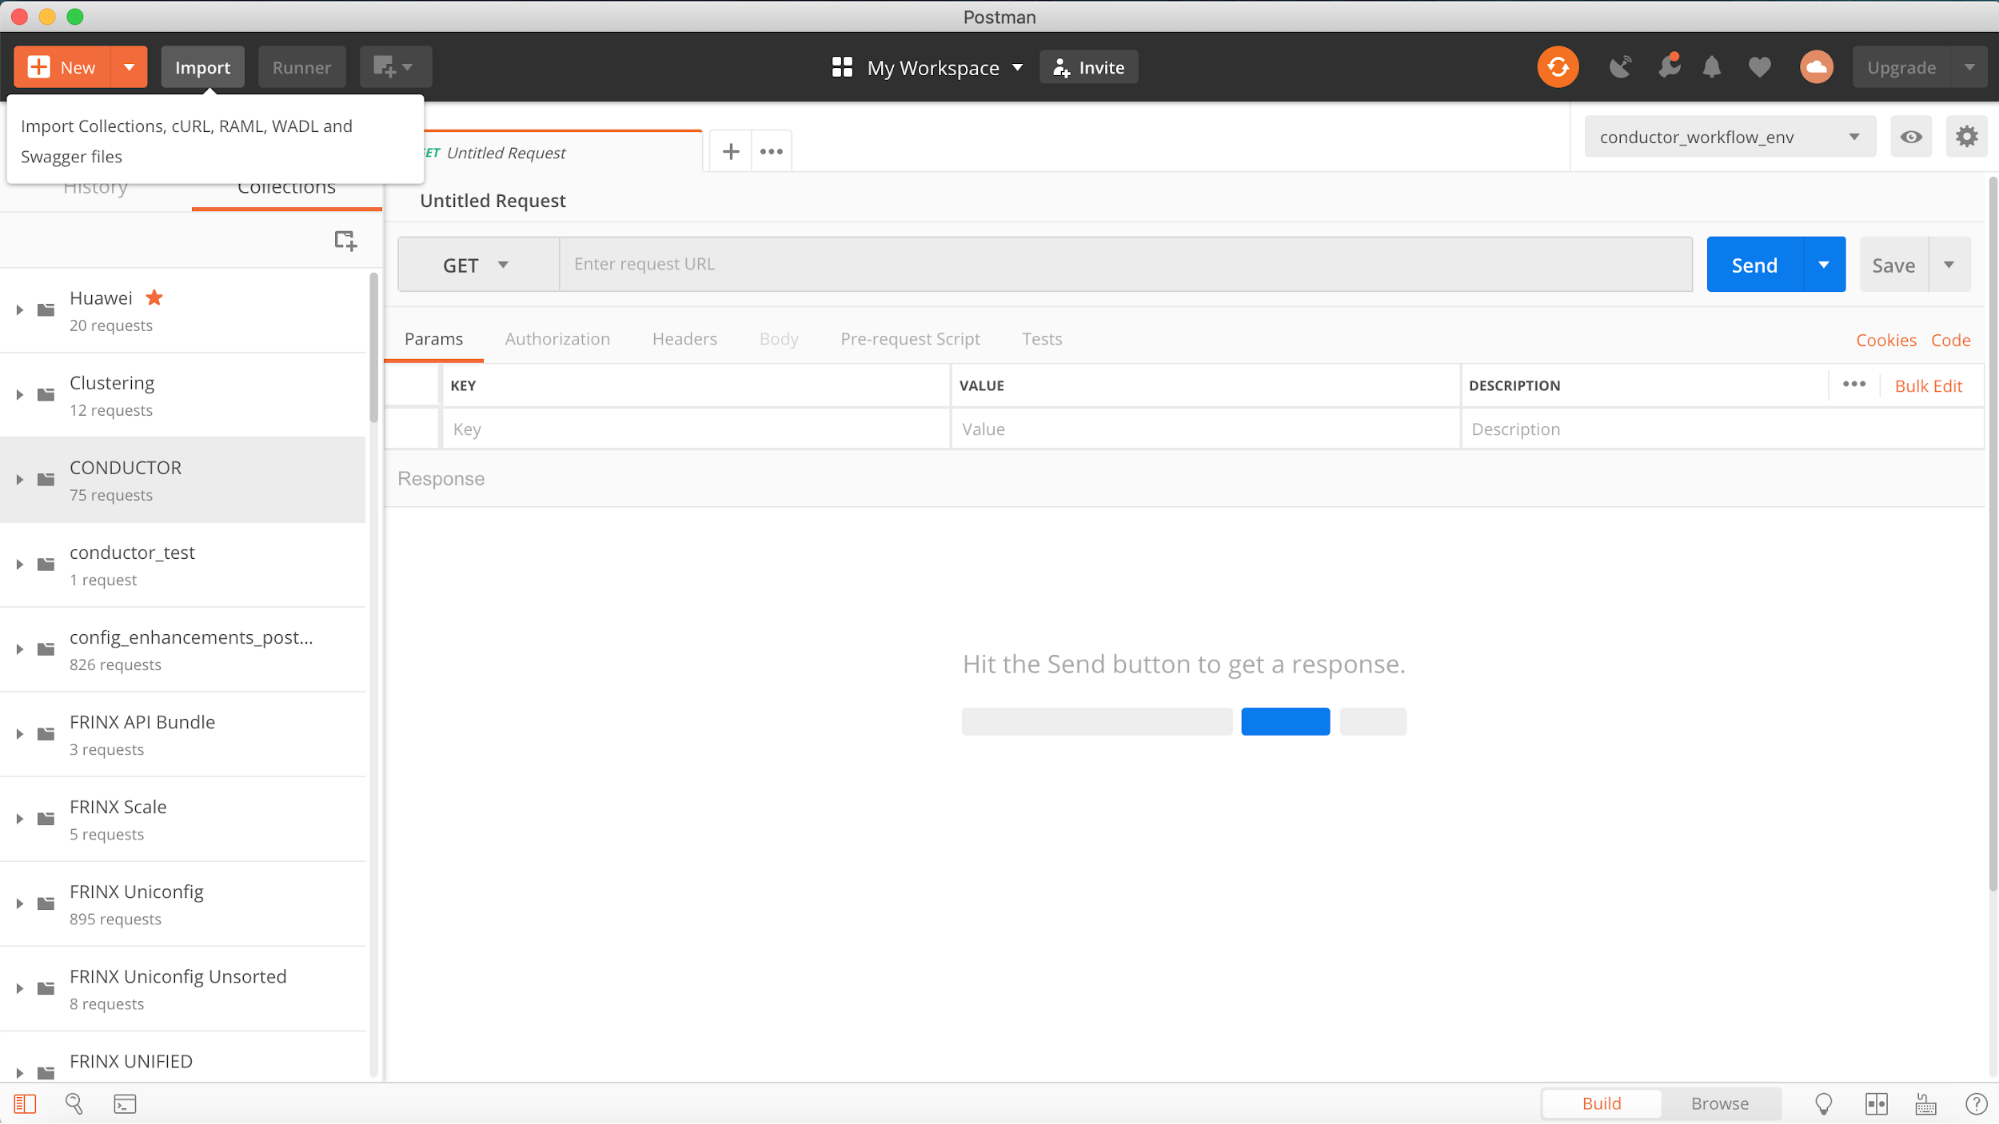 Postman
New
Import
Runner
My Workspace
Invite
Upgrade
Import Collections, cURL, RAML, WADL and
Swagger files
ET Untitled Request
conductor_workflow_env
History
Collections
Untitled Request
GET
Enter request URL
Send
Save
Params
Authorization
Headers
Body
Pre-request Script
Tests
Cookies
Code
KEY
VALUE
DESCRIPTION
Bulk Edit
Key
Value
Description
Response
Huawei
20 requests
Clustering
12 requests
CONDUCTOR
75 requests
conductor_test
1 request
config_enhancements_post...
826 requests
FRINX API Bundle
3 requests
FRINX Scale
5 requests
FRINX Uniconfig
895 requests
FRINX Uniconfig Unsorted
8 requests
FRINX UNIFIED
Hit the Send button to get a response.
Build
Browse